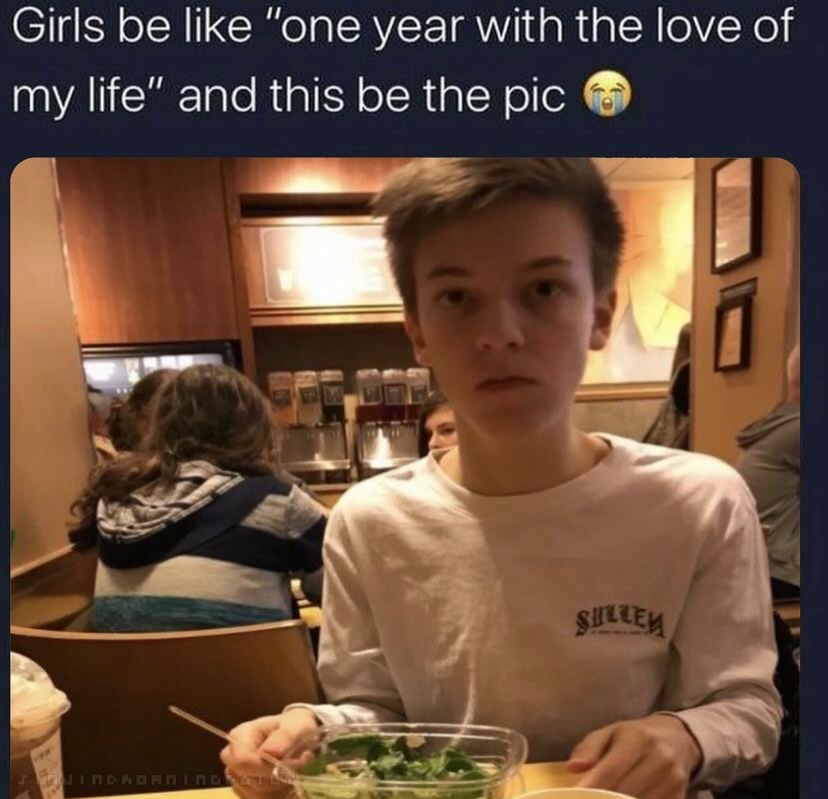 Girls be like "one year with the love of
my life" and this be the pic 😭
SULLEN